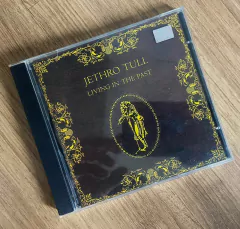 JETHRO TULL
LIVING IN THE PAST